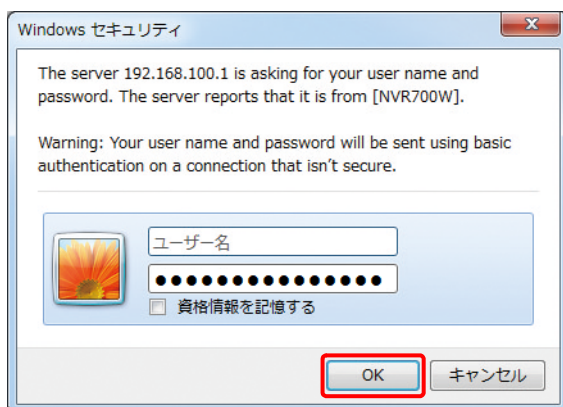 Windows セキュリティ
The server 192.168.100.1 is asking for your user name and
password. The server reports that it is from [NVR700W].
Warning: Your user name and password will be sent using basic
authentication on a connection that isn't secure.
ユーザー名
●●●●●●●●●●●●●●●
資格情報を記憶する
OK
キャンセル